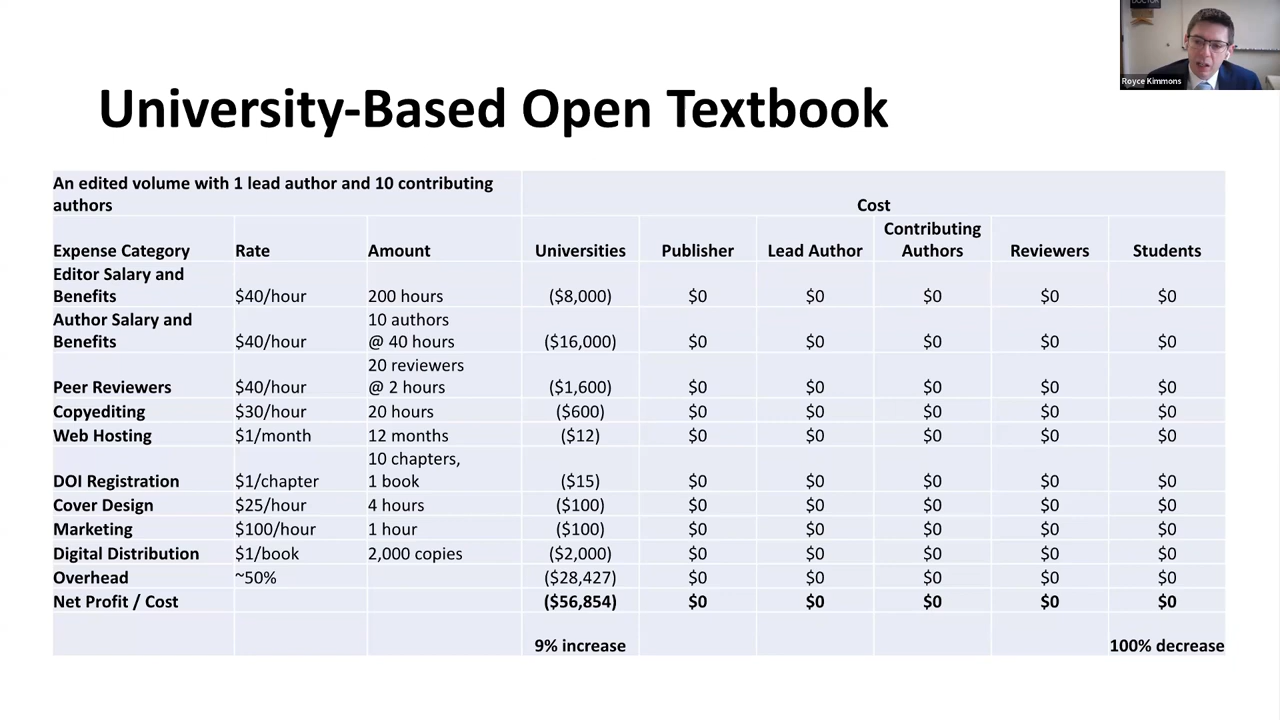 DOCTOR
Royce Kimmons
University-Based Open Textbook
An edited volume with 1 lead author and 10 contributing
authors
Cost
Expense Category Rate Amount Universities Publisher Lead Author Contributing Authors Reviewers Students
Editor Salary and
Benefits $40/hour 200 hours ($8,000) $0 $0 $0 $0 $0
Author Salary and
Benefits $40/hour 10 authors
@ 40 hours ($16,000) $0 $0 $0 $0 $0
Peer Reviewers $40/hour 20 reviewers
@ 2 hours ($1,600) $0 $0 $0 $0 $0
Copyediting $30/hour 20 hours ($600) $0 $0 $0 $0 $0
Web Hosting $1/month 12 months ($12) $0 $0 $0 $0 $0
DOI Registration $1/chapter 10 chapters,
1 book ($15) $0 $0 $0 $0 $0
Cover Design $25/hour 4 hours ($100) $0 $0 $0 $0 $0
Marketing $100/hour 1 hour ($100) $0 $0 $0 $0 $0
Digital Distribution $1/book 2,000 copies ($2,000) $0 $0 $0 $0 $0
Overhead ~50% ($28,427) $0 $0 $0 $0 $0
Net Profit / Cost ($56,854) $0 $0 $0 $0 $0
9% increase 100% decrease